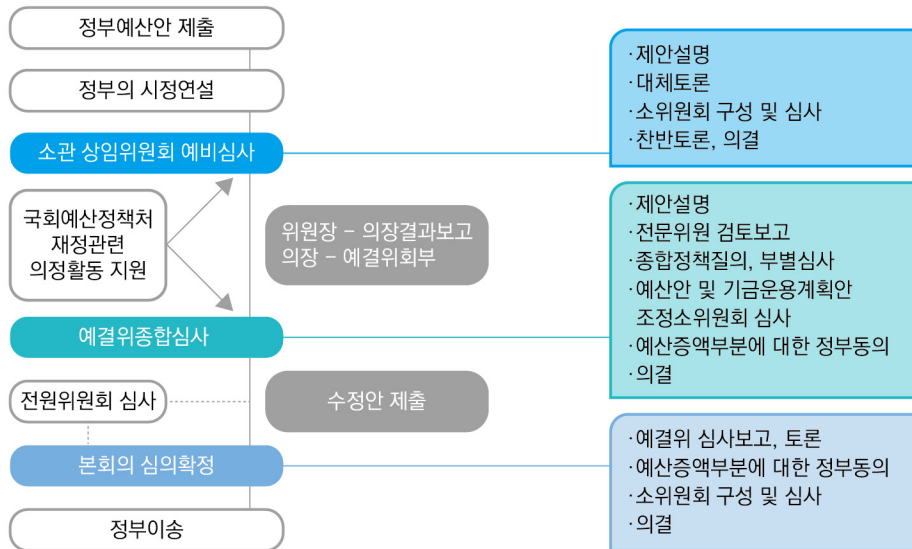 정부예산안 제출
정부의 시정연설
소관 상임위원회 예비심사
·제안설명
·대체토론
·소위원회 구성 및 심사
·찬반토론, 의결
국회예산정책처
재정관련
의정활동 지원
위원장 – 의장결과보고
의장 – 예결위회부
예결위종합심사
·제안설명
·전문위원 검토보고
·종합정책질의, 부별심사
·예산안 및 기금운용계획안
조정소위원회 심사
·예산증액부분에 대한 정부동의
·의결
전원위원회 심사
수정안 제출
본회의 심의확정
·예결위 심사보고, 토론
·예산증액부분에 대한 정부동의
·소위원회 구성 및 심사
·의결
정부이송